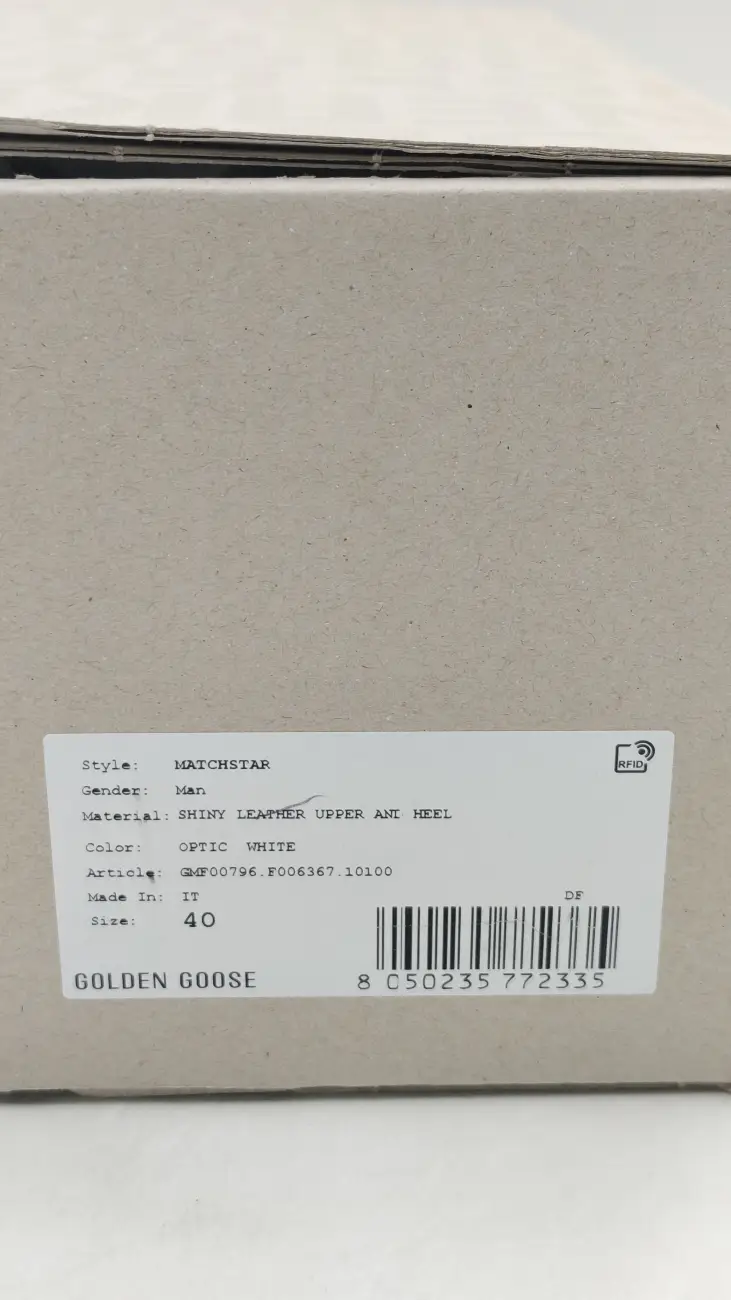 RFID
Style: MATCHSTAR
Gender: Man
Material: SHINY LEATHER UPPER AND HEEL
Color: OPTIC WHITE
Article: GMF00796.F006367.10100
Made In: IT
DF
Size: 40
GOLDEN GOOSE
8 050235 772335